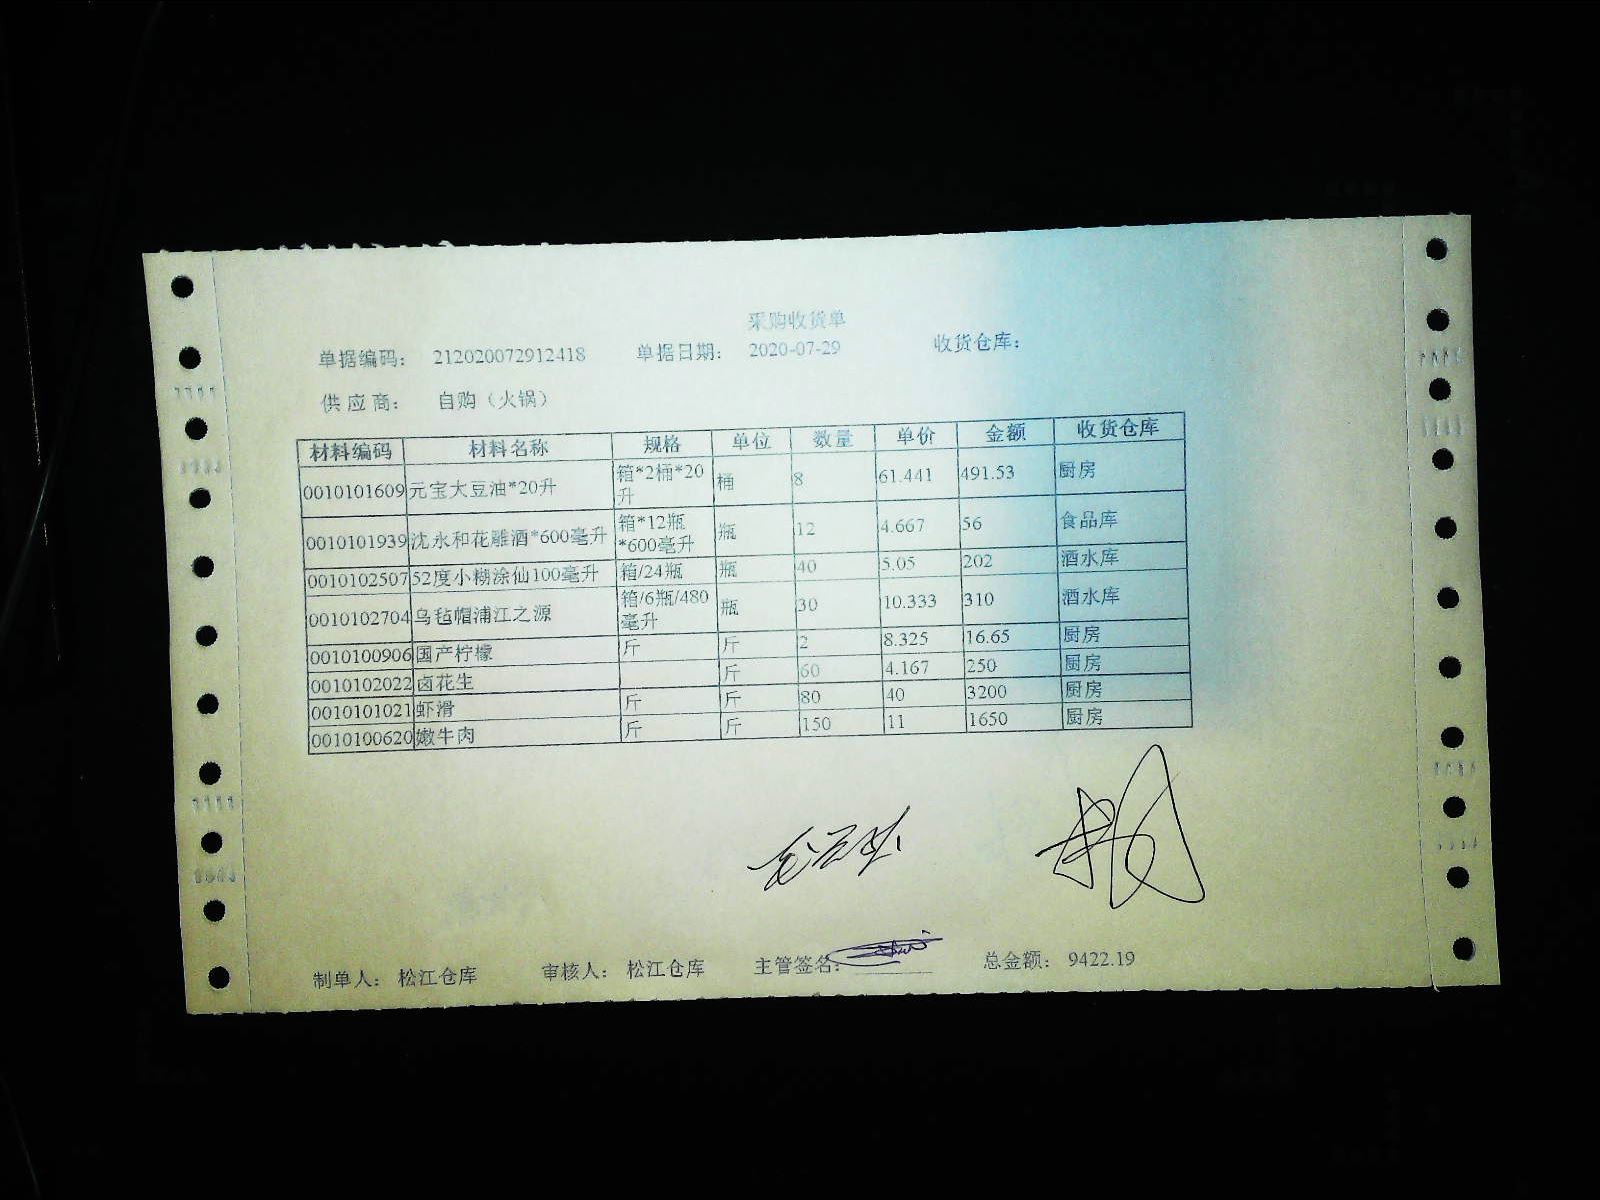 采购收货单
单据编码： 212020072912418 单据日期： 2020-07-29 收货仓库：
供 应 商： 自购（火锅）
材料编码 材料名称 规格 单位 数量 单价 金额 收货仓库
0010101609 元宝大豆油*20升 箱*2桶*20升 桶 8 61.441 491.53 厨房
0010101939 沈永和花雕酒*600毫升 箱*12瓶*600毫升 瓶 12 4.667 56 食品库
0010102507 52度小糊涂仙100毫升 箱/24瓶 瓶 40 5.05 202 酒水库
0010102704 乌毡帽浦江之源 箱/6瓶/480毫升 瓶 30 10.333 310 酒水库
0010100906 国产柠檬 斤 斤 2 8.325 16.65 厨房
0010102022 卤花生 斤 60 4.167 250 厨房
0010101021 虾滑 斤 斤 80 40 3200 厨房
0010100620 嫩牛肉 斤 斤 150 11 1650 厨房
制单人： 松江仓库 审核人： 松江仓库 主管签名： 总金额： 9422.19